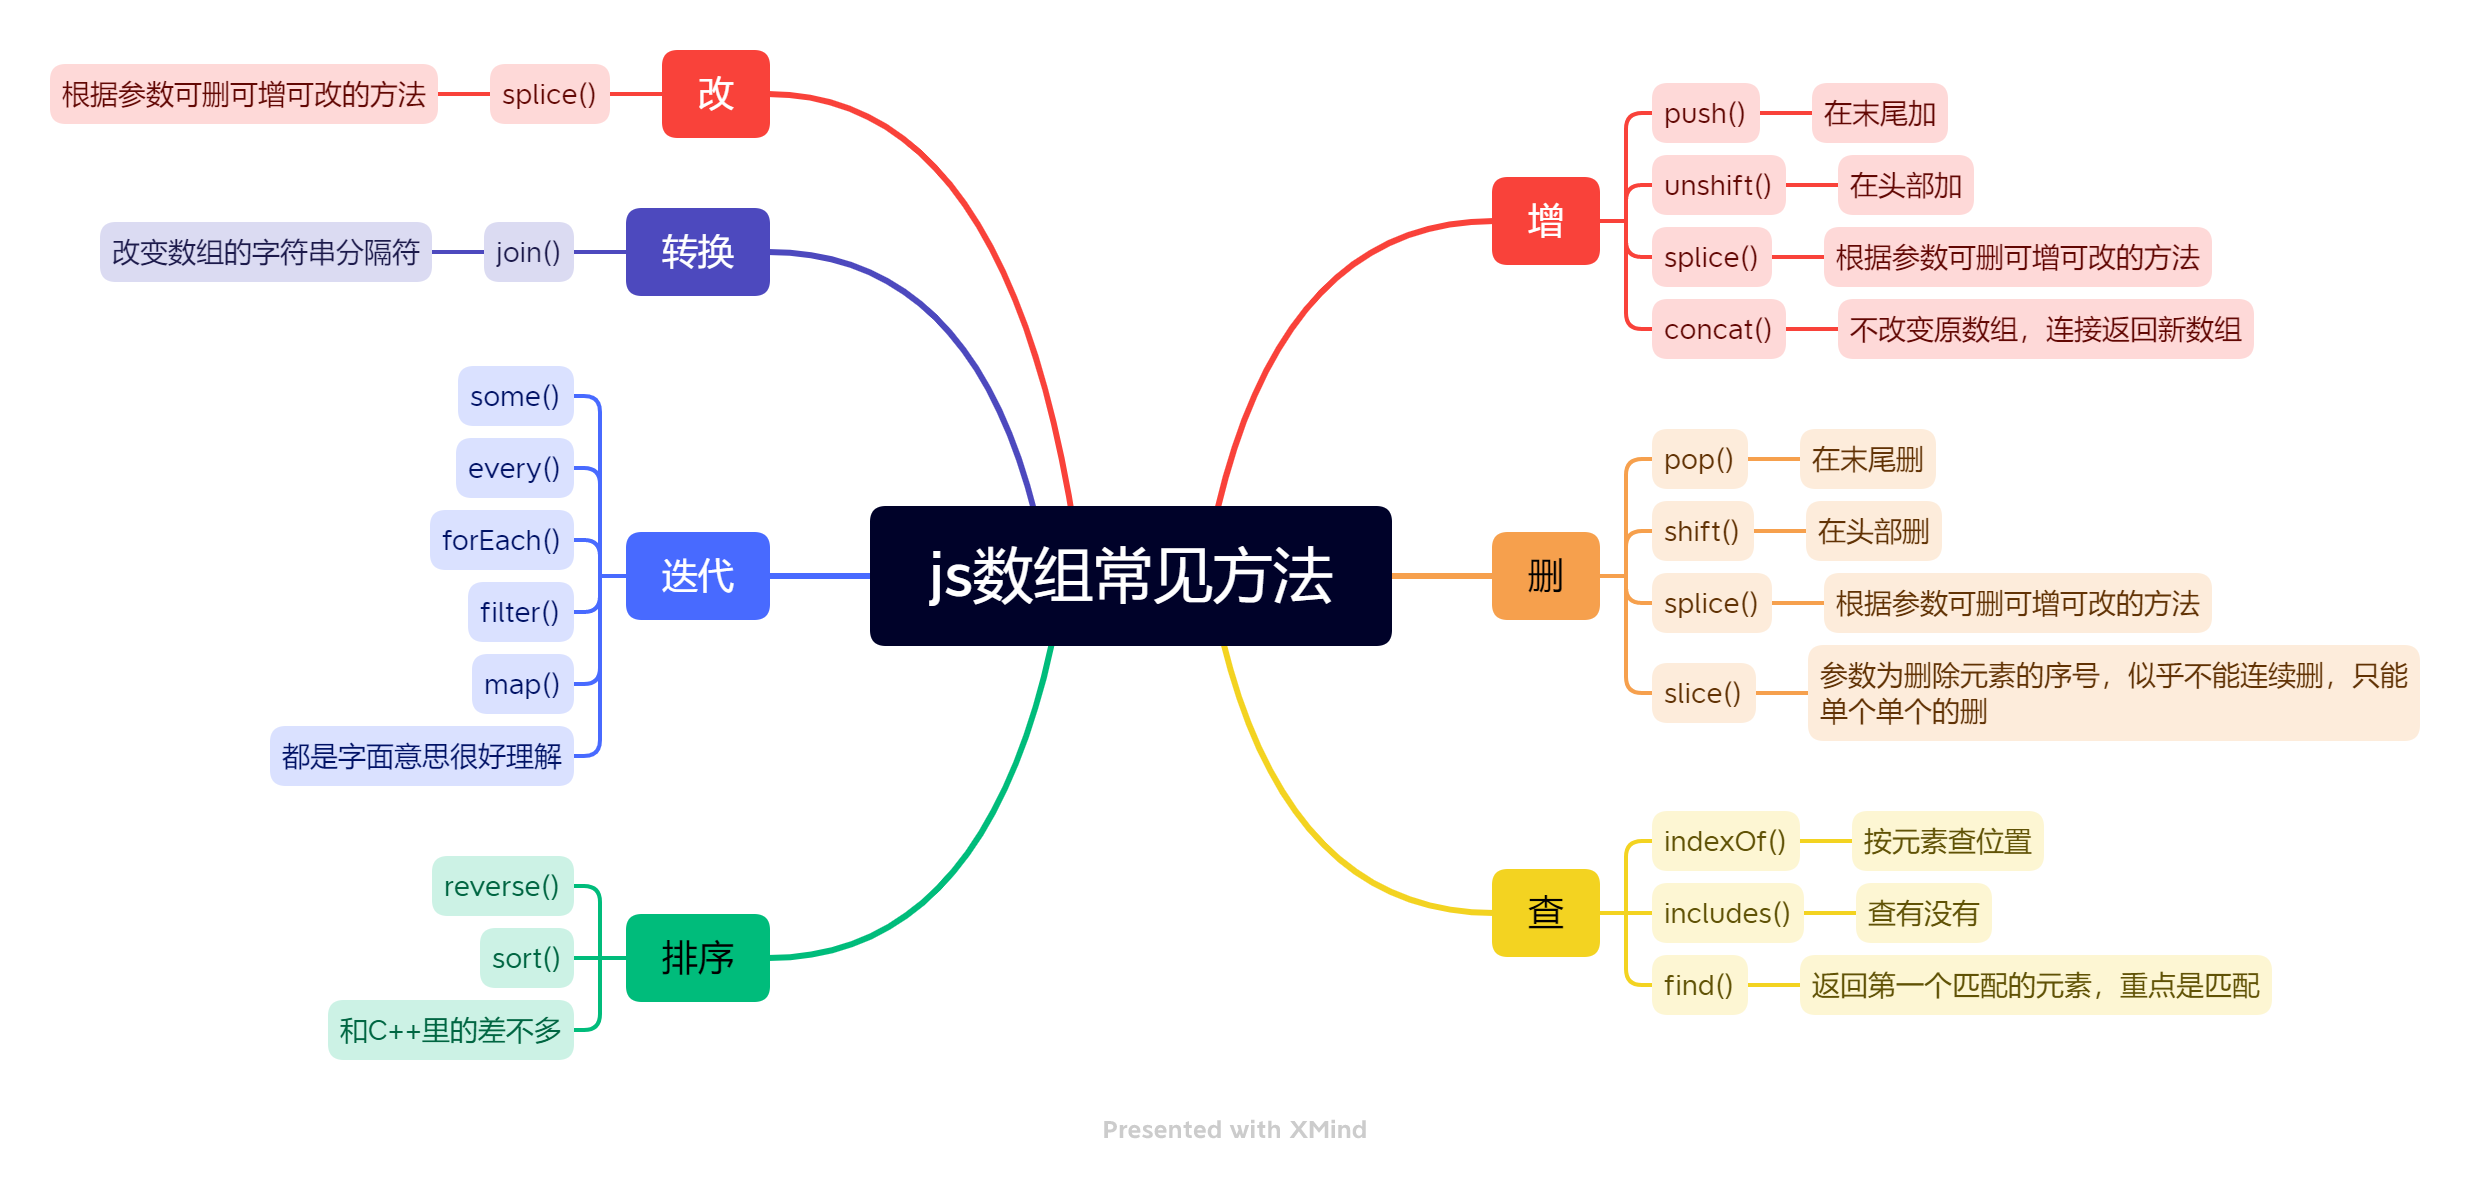 js数组常见方法
增
push()
在末尾加
unshift()
在头部加
splice()
根据参数可删可增可改的方法
concat()
不改变原数组，连接返回新数组
删
pop()
在末尾删
shift()
在头部删
splice()
根据参数可删可增可改的方法
slice()
参数为删除元素的序号，似乎不能连续删，只能
单个单个的删
查
indexOf()
按元素查位置
includes()
查有没有
find()
返回第一个匹配的元素，重点是匹配
改
splice()
根据参数可删可增可改的方法
转换
join()
改变数组的字符串分隔符
迭代
some()
every()
forEach()
filter()
map()
都是字面意思很好理解
排序
reverse()
sort()
和C++里的差不多
Presented with XMind